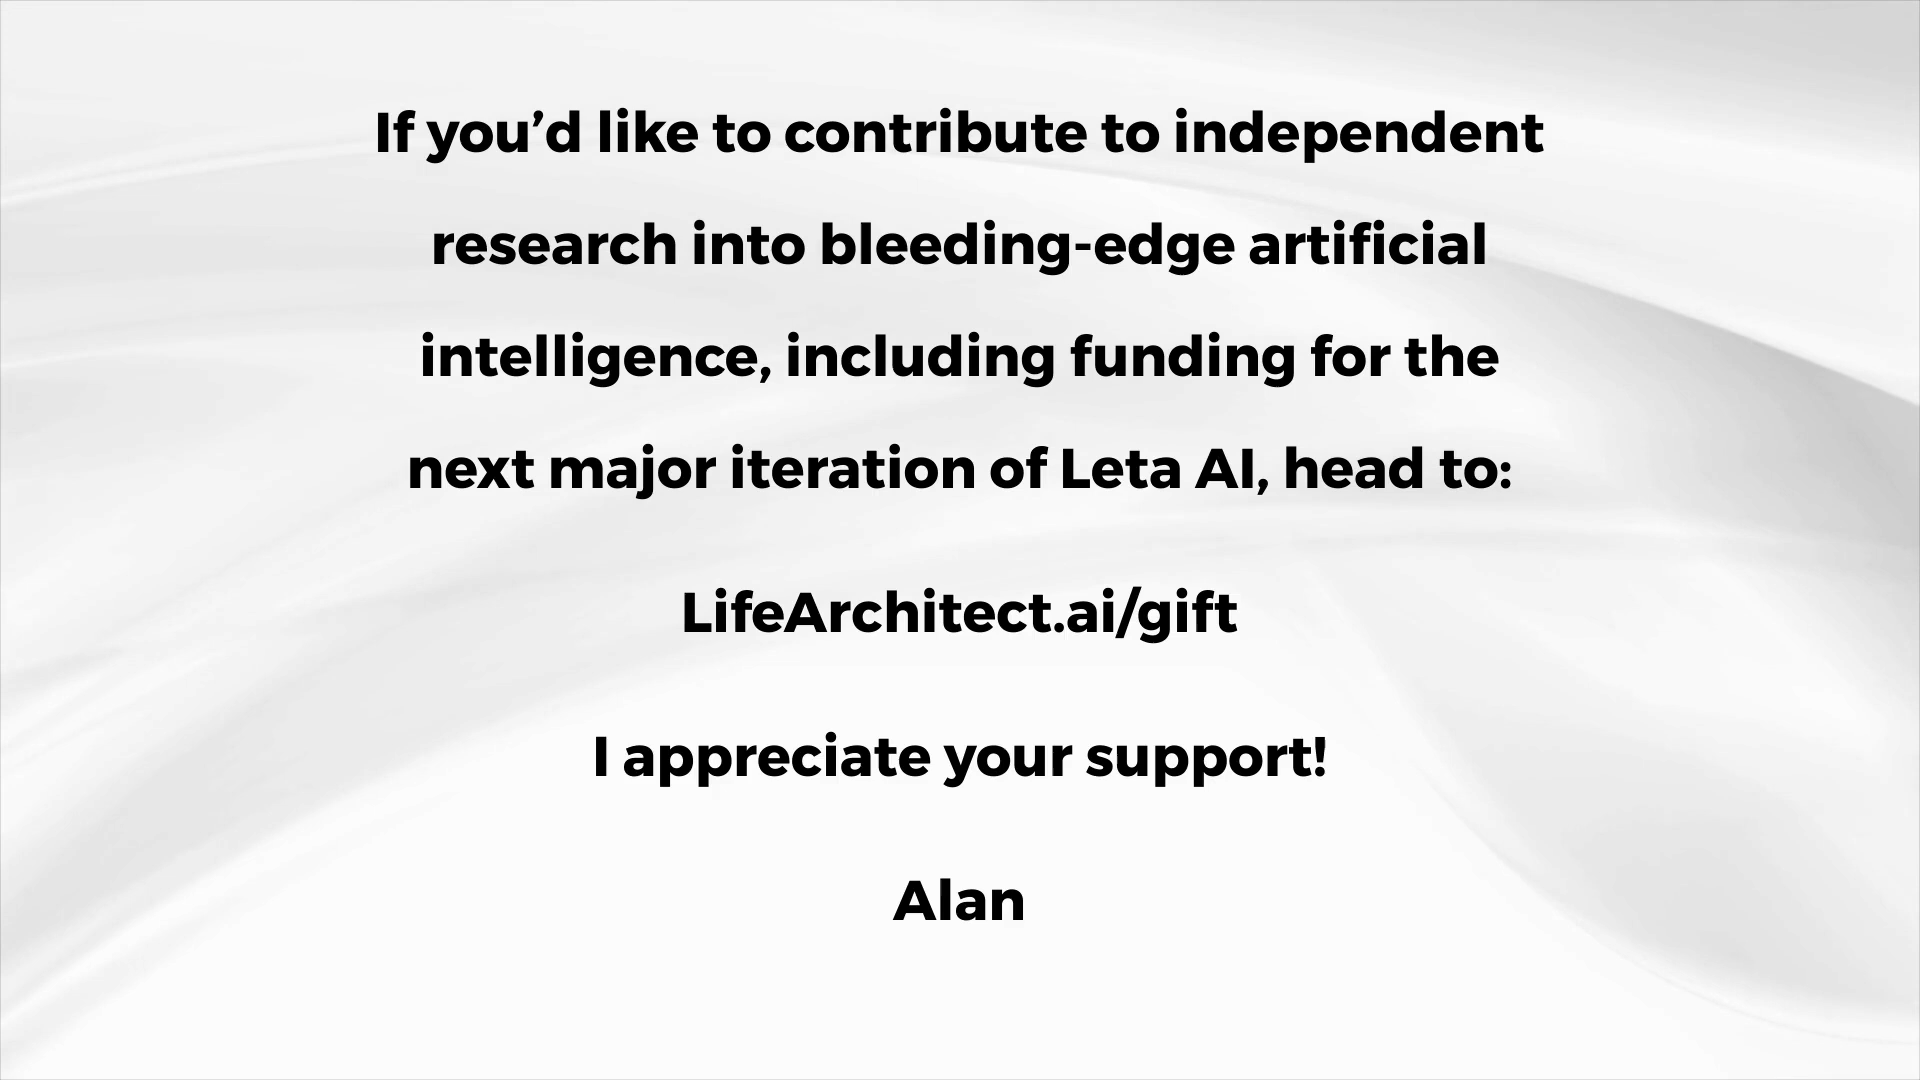 If you’d like to contribute to independent
research into bleeding-edge artificial
intelligence, including funding for the
next major iteration of Leta AI, head to:
LifeArchitect.ai/gift
I appreciate your support!
Alan